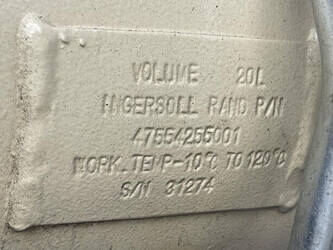 VOLUME 20L
INGERSOLL RAND P/N
47554255001
WORK.TEMP-10°C TO 120°C
S/N 31274